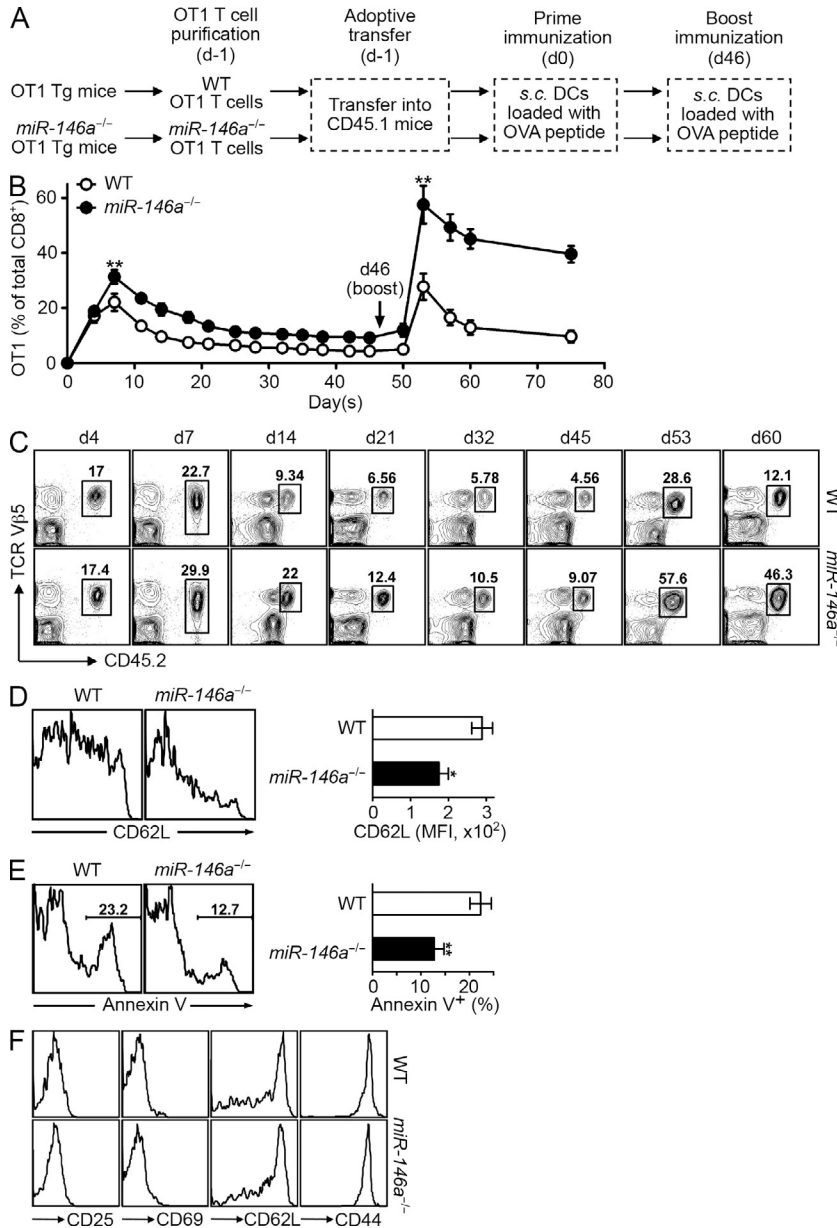 A
OT1 T cell
purification
(d-1)
Adoptive
transfer
(d-1)
Prime
immunization
(d0)
Boost
immunization
(d46)
OT1 Tg mice
WT
OT1 T cells
miR-146a–/–
OT1 Tg mice
miR-146a–/–
OT1 T cells
Transfer into
CD45.1 mice
s.c. DCs
loaded with
OVA peptide
s.c. DCs
loaded with
OVA peptide
B
WT
miR-146a–/–
OT1 (% of total CD8+)
60
40
20
0
**
d46
(boost)
**
0 10 20 30 40 50 60 70 80
Day(s)
C
d4 d7 d14 d21 d32 d45 d53 d60
17 22.7 9.34 6.56 5.78 4.56 28.6 12.1
WT
17.4 29.9 22 12.4 10.5 9.07 57.6 46.3
miR-146a–/–
TCR Vβ5
CD45.2
D
WT miR-146a–/–
CD62L
WT
miR-146a–/–
*
0 1 2 3
CD62L (MFI, x10²)
E
WT miR-146a–/–
23.2 12.7
Annexin V
WT
miR-146a–/–
**
0 10 20
Annexin V+ (%)
F
WT
miR-146a–/–
CD25 CD69 CD62L CD44